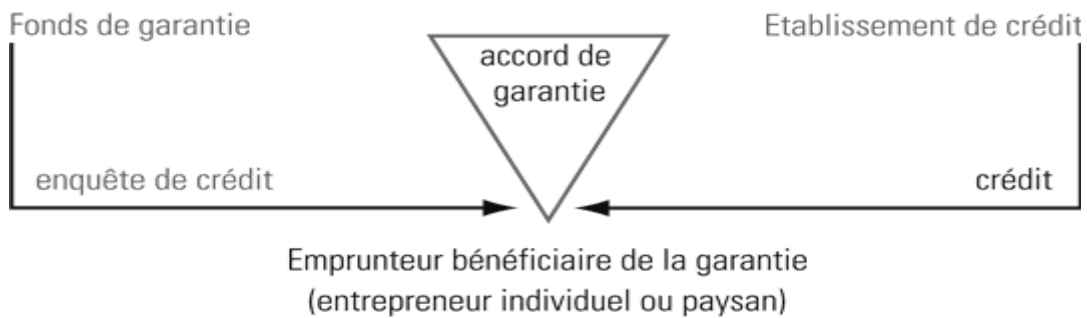 Fonds de garantie
Etablissement de crédit
accord de
garantie
enquête de crédit
crédit
Emprunteur bénéficiaire de la garantie
(entrepreneur individuel ou paysan)